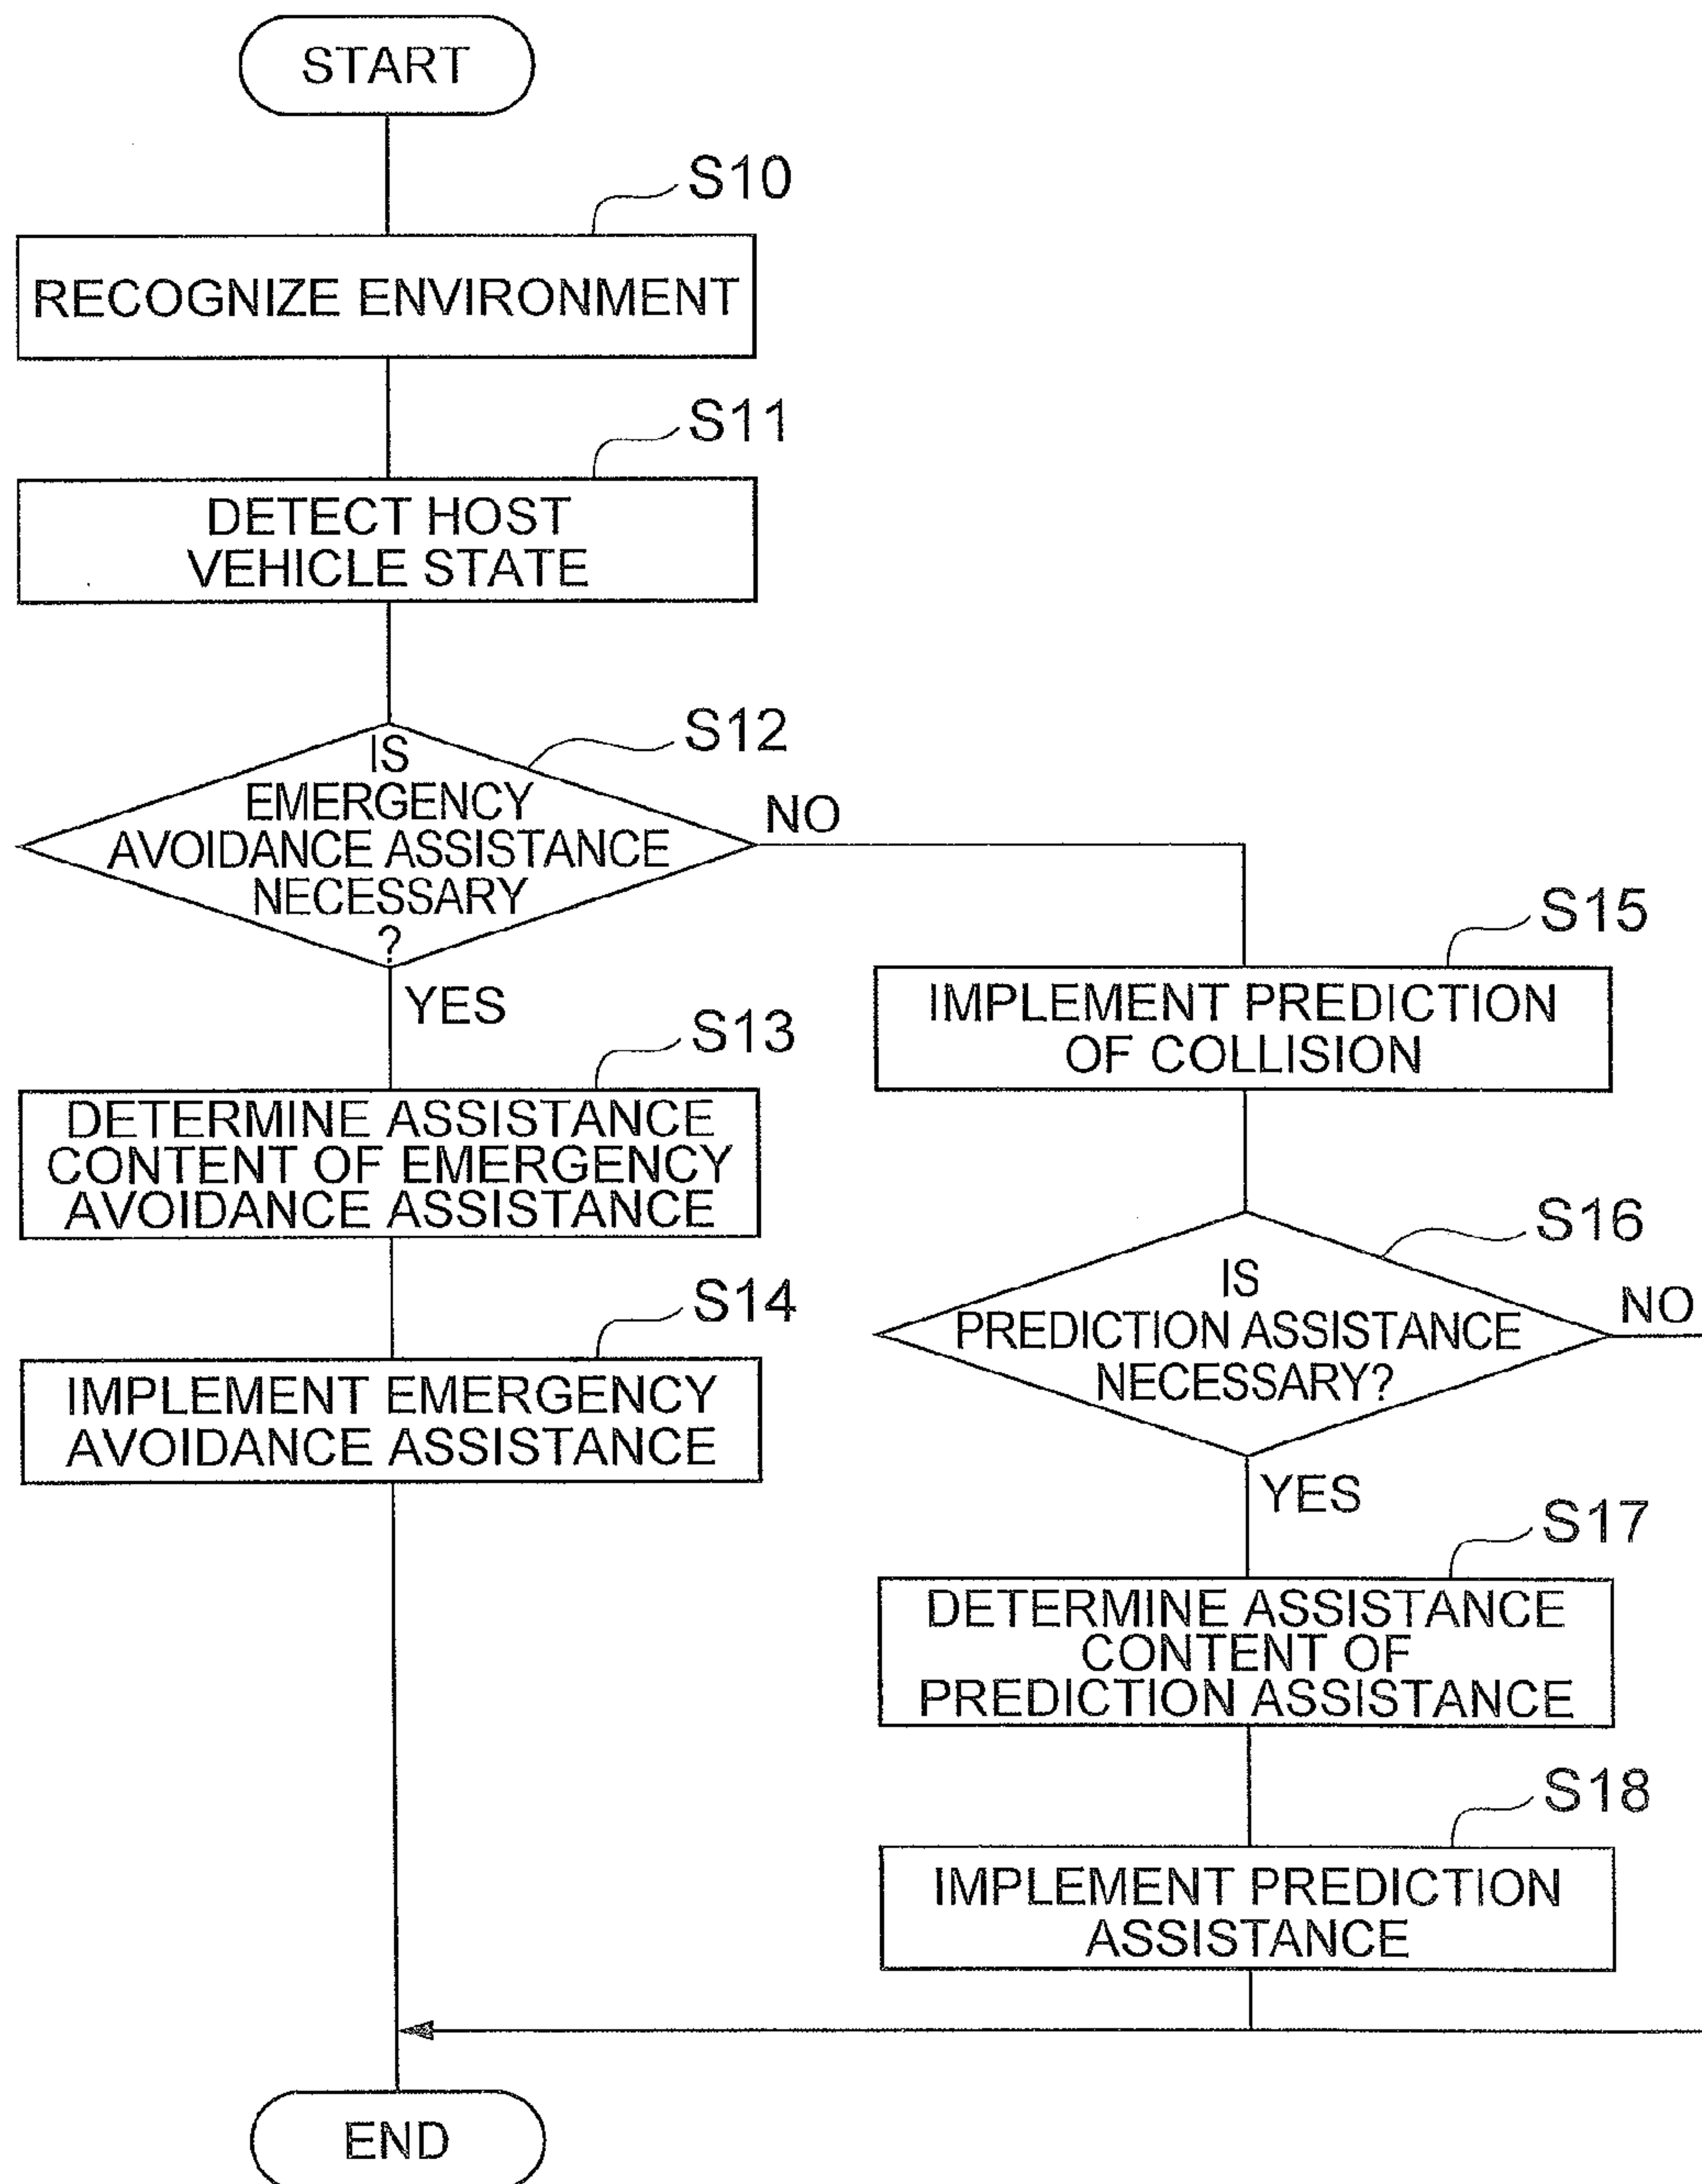 START
S10
RECOGNIZE ENVIRONMENT
S11
DETECT HOST
VEHICLE STATE
S12
IS
EMERGENCY
AVOIDANCE ASSISTANCE
NECESSARY
?
NO
YES
S13
DETERMINE ASSISTANCE
CONTENT OF EMERGENCY
AVOIDANCE ASSISTANCE
S14
IMPLEMENT EMERGENCY
AVOIDANCE ASSISTANCE
S15
IMPLEMENT PREDICTION
OF COLLISION
S16
IS
PREDICTION ASSISTANCE
NECESSARY?
NO
YES
S17
DETERMINE ASSISTANCE
CONTENT OF
PREDICTION ASSISTANCE
S18
IMPLEMENT PREDICTION
ASSISTANCE
END